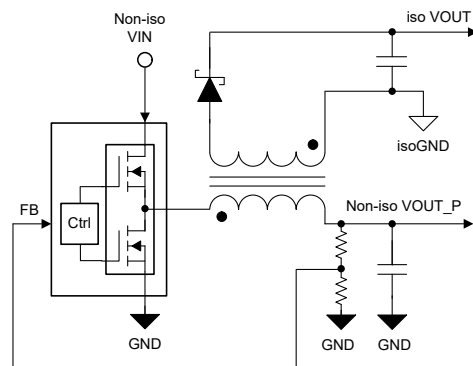 Non-iso
VIN
iso VOUT
isoGND
FB
Ctrl
Non-iso VOUT_P
GND
GND
GND